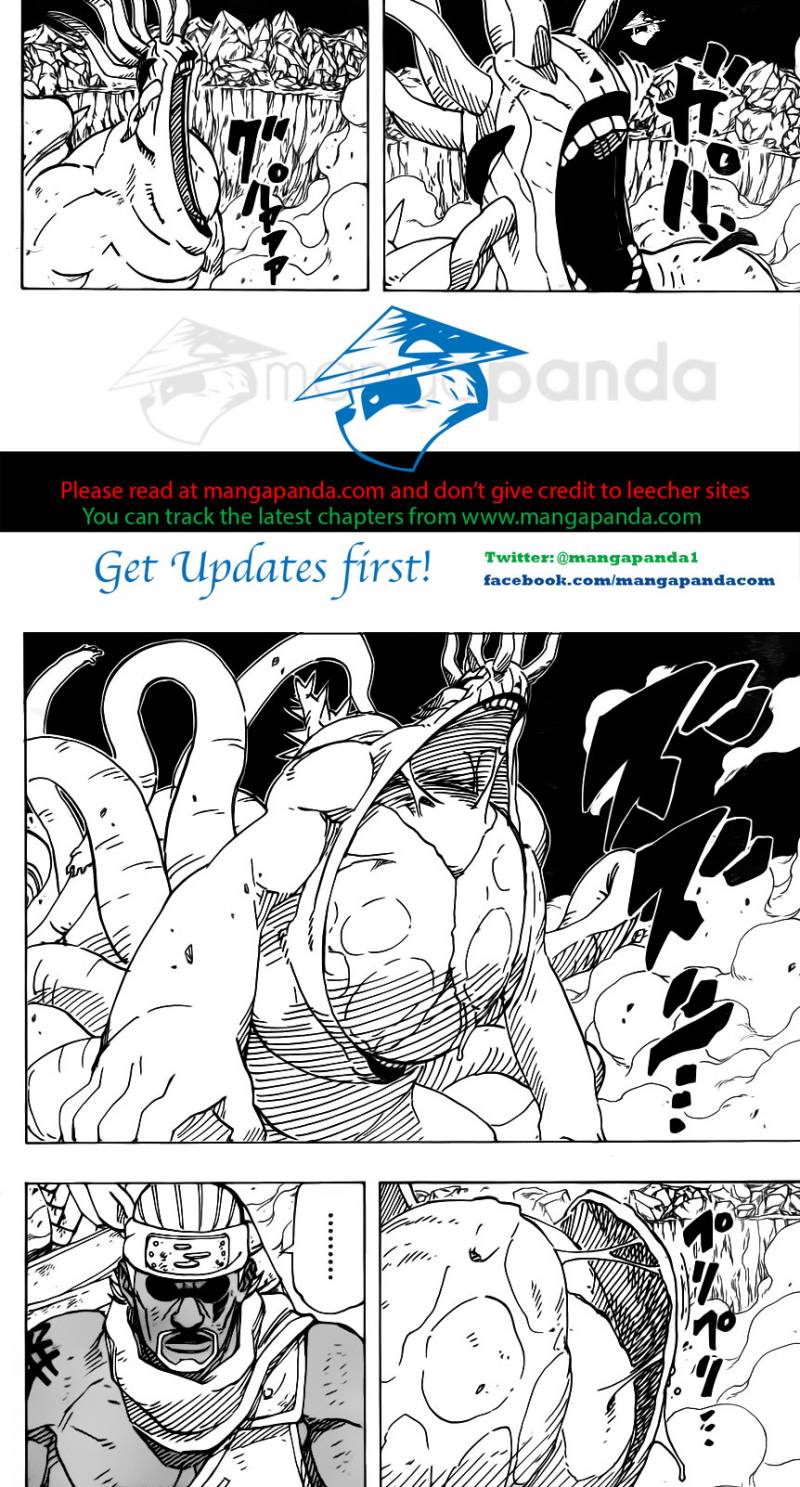 ガパッ
グパァァァ
mangapanda
Please read at mangapanda.com and don't give credit to leecher sites
You can track the latest chapters from www.mangapanda.com
Get Updates first!
Twitter: @mangapanda1
facebook.com/mangapandacom
ズズズ…
………
ペリペリ…